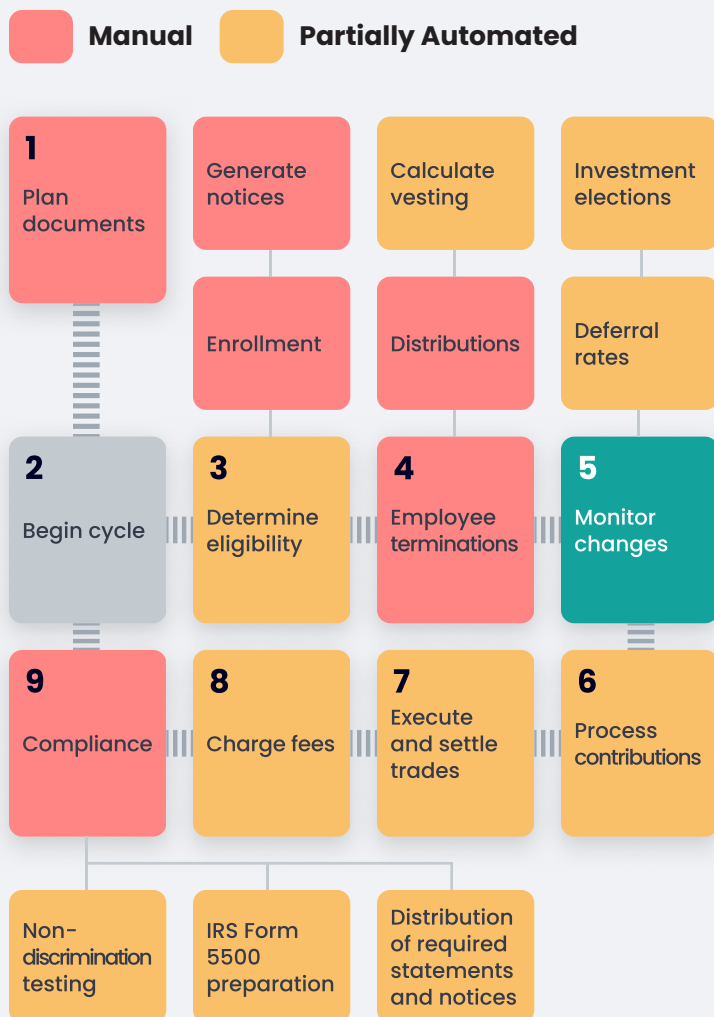 Manual
Partially Automated
1
Plan
documents
Generate
notices
Calculate
vesting
Investment
elections
Enrollment
Distributions
Deferral
rates
2
Begin cycle
3
Determine
eligibility
4
Employee
terminations
5
Monitor
changes
9
Compliance
8
Charge fees
7
Execute
and settle
trades
6
Process
contributions
Non-
discrimination
testing
IRS Form
5500
preparation
Distribution
of required
statements
and notices